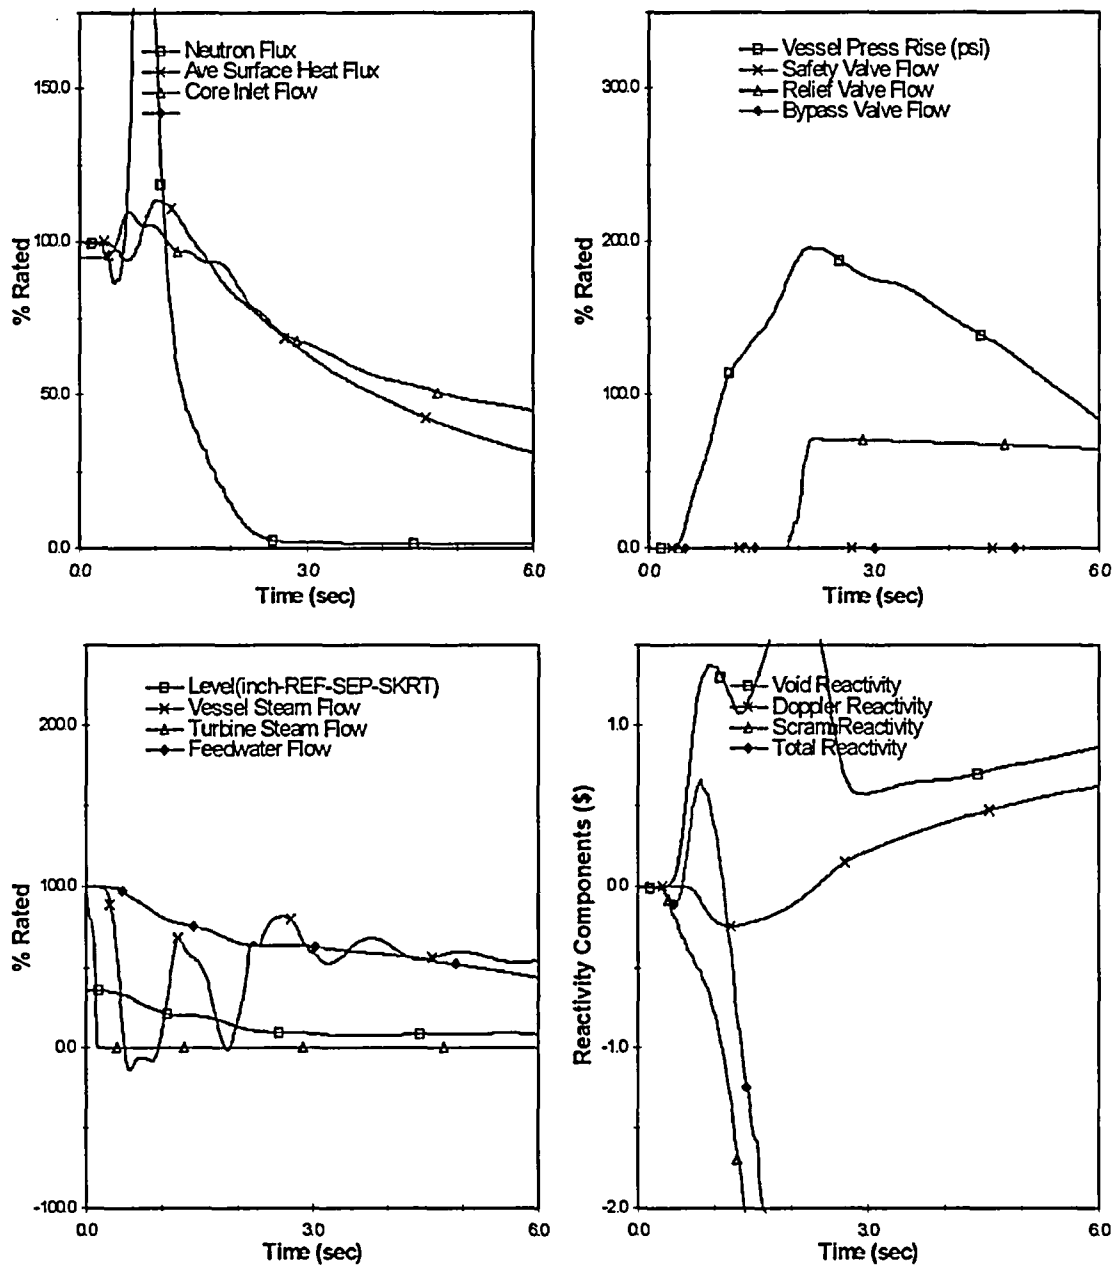 Neutron Flux
Ave Surface Heat Flux
Core Inlet Flow
150.0
100.0
50.0
0.0
% Rated
0.0 3.0 6.0
Time (sec)
Vessel Press Rise (psi)
Safety Valve Flow
Relief Valve Flow
Bypass Valve Flow
300.0
200.0
100.0
0.0
% Rated
0.0 3.0 6.0
Time (sec)
Level(inch-REF-SEP-SKRT)
Vessel Steam Flow
Turbine Steam Flow
Feedwater Flow
200.0
100.0
0.0
-100.0
% Rated
0.0 3.0 6.0
Time (sec)
Void Reactivity
Doppler Reactivity
Scram Reactivity
Total Reactivity
1.0
0.0
-1.0
-2.0
Reactivity Components ($)
0.0 3.0 6.0
Time (sec)